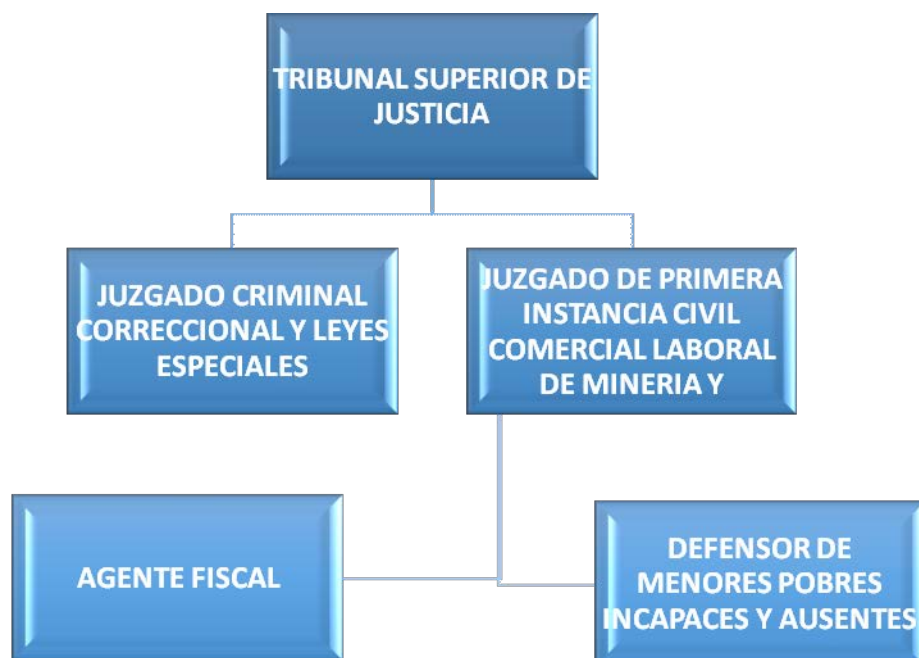 TRIBUNAL SUPERIOR DE
JUSTICIA
JUZGADO CRIMINAL
CORRECCIONAL Y LEYES
ESPECIALES
JUZGADO DE PRIMERA
INSTANCIA CIVIL
COMERCIAL LABORAL
DE MINERIA Y
AGENTE FISCAL
DEFENSOR DE
MENORES POBRES
INCAPACES Y AUSENTES